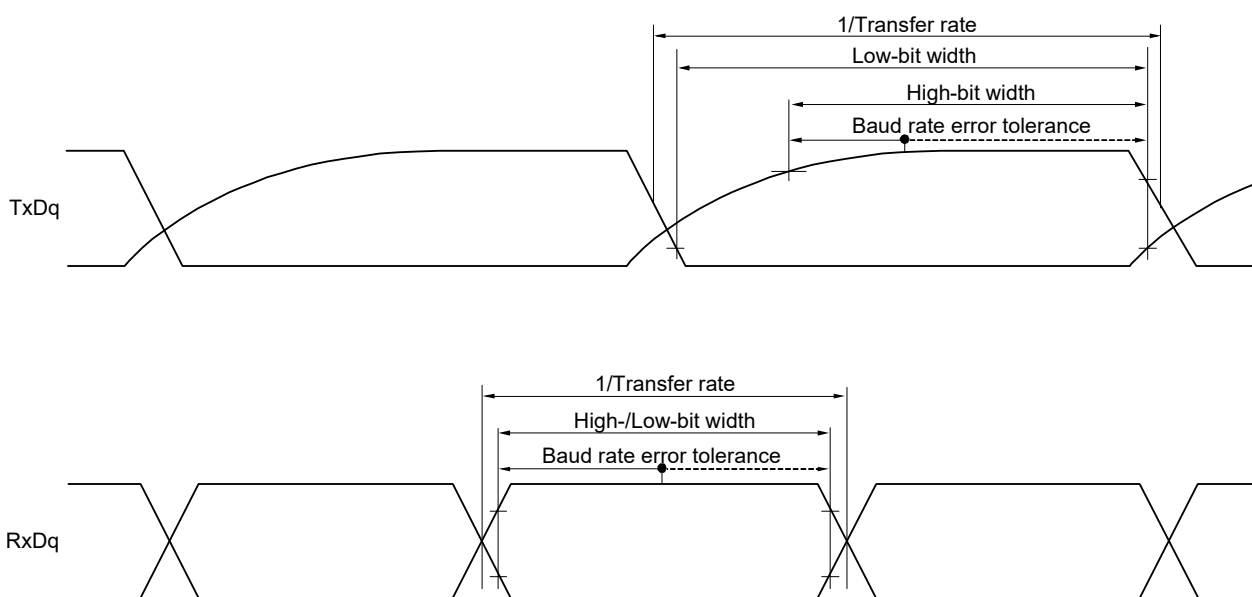 1/Transfer rate
Low-bit width
High-bit width
Baud rate error tolerance
TxDq
1/Transfer rate
High-/Low-bit width
Baud rate error tolerance
RxDq